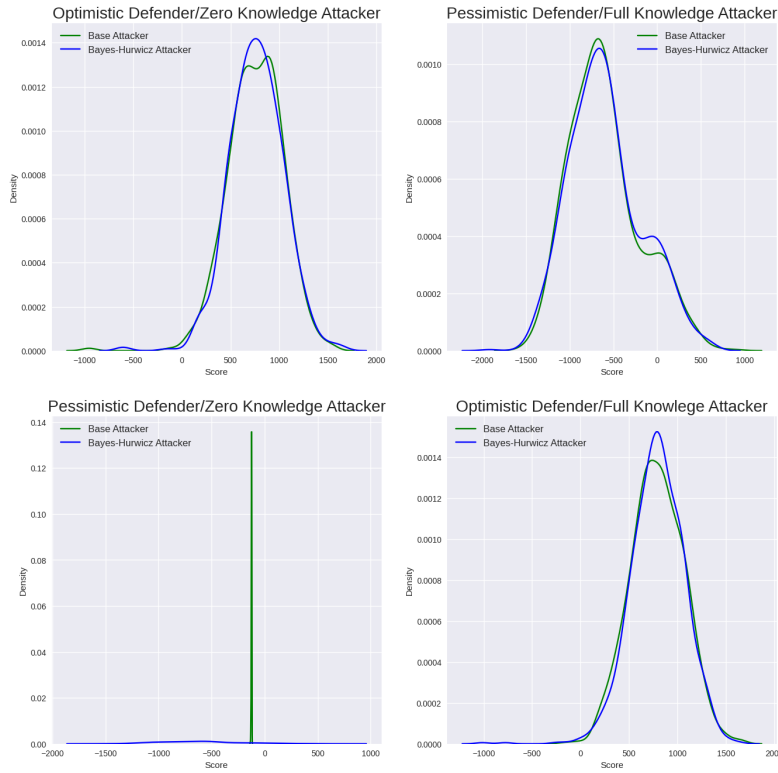 Optimistic Defender/Zero Knowledge Attacker
Base Attacker
Bayes-Hurwicz Attacker
0.0014
0.0012
0.0010
0.0008
0.0006
0.0004
0.0002
0.0000
Density
−1000 −500 0 500 1000 1500 2000
Score
Pessimistic Defender/Full Knowledge Attacker
Base Attacker
Bayes-Hurwicz Attacker
0.0010
0.0008
0.0006
0.0004
0.0002
0.0000
Density
−2000 −1500 −1000 −500 0 500 1000
Score
Pessimistic Defender/Zero Knowledge Attacker
Base Attacker
Bayes-Hurwicz Attacker
0.14
0.12
0.10
0.08
0.06
0.04
0.02
0.00
Density
−2000 −1500 −1000 −500 0 500 1000
Score
Optimistic Defender/Full Knowlege Attacker
Base Attacker
Bayes-Hurwicz Attacker
0.0014
0.0012
0.0010
0.0008
0.0006
0.0004
0.0002
0.0000
Density
−1000 −500 0 500 1000 1500 200
Score